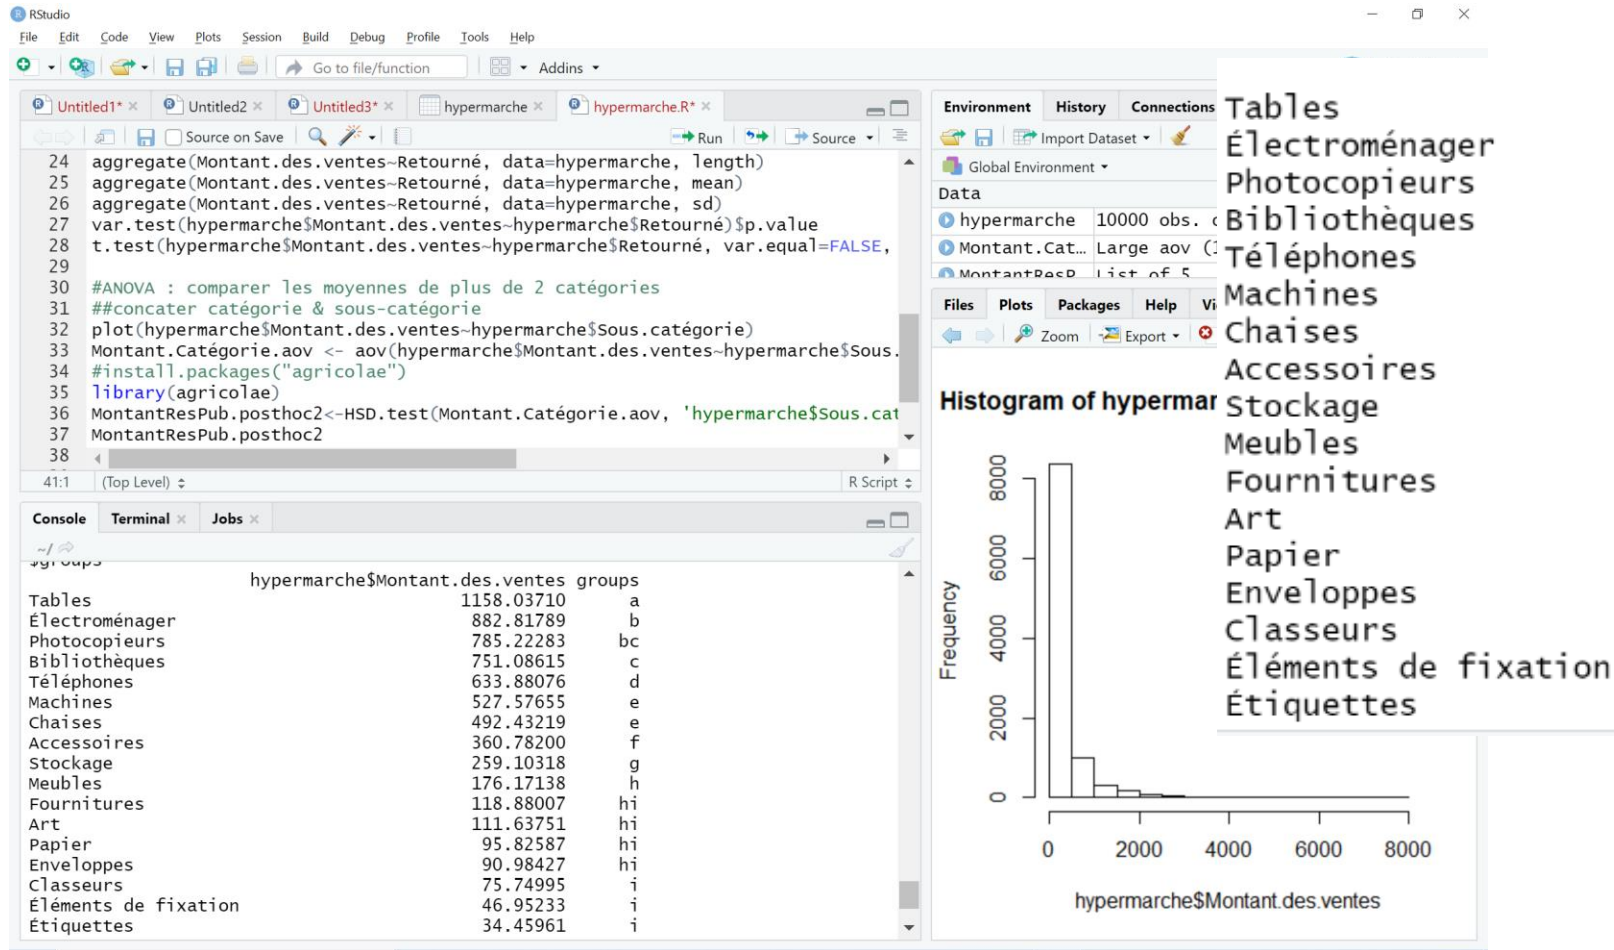 RStudio
File Edit Code View Plots Session Build Debug Profile Tools Help
Go to file/function Addins
Untitled1* Untitled2 Untitled3* hypermarche hypermarche.R*
Source on Save Run Source
24 aggregate(Montant.des.ventes~Retourné, data=hypermarche, length)
25 aggregate(Montant.des.ventes~Retourné, data=hypermarche, mean)
26 aggregate(Montant.des.ventes~Retourné, data=hypermarche, sd)
27 var.test(hypermarche$Montant.des.ventes~hypermarche$Retourné)$p.value
28 t.test(hypermarche$Montant.des.ventes~hypermarche$Retourné, var.equal=FALSE,
29
30 #ANOVA : comparer les moyennes de plus de 2 catégories
31 ##concater catégorie & sous-catégorie
32 plot(hypermarche$Montant.des.ventes~hypermarche$Sous.catégorie)
33 Montant.Catégorie.aov <- aov(hypermarche$Montant.des.ventes~hypermarche$Sous.
34 #install.packages("agricolae")
35 library(agricolae)
36 MontantResPub.posthoc2<-HSD.test(Montant.Catégorie.aov, 'hypermarche$Sous.cat
37 MontantResPub.posthoc2
38
41:1 (Top Level) R Script
Console Terminal Jobs
~/
$groups
hypermarche$Montant.des.ventes groups
Tables 1158.03710 a
Électroménager 882.81789 b
Photocopieurs 785.22283 bc
Bibliothèques 751.08615 c
Téléphones 633.88076 d
Machines 527.57655 e
Chaises 492.43219 e
Accessoires 360.78200 f
Stockage 259.10318 g
Meubles 176.17138 h
Fournitures 118.88007 hi
Art 111.63751 hi
Papier 95.82587 hi
Enveloppes 90.98427 hi
Classeurs 75.74995 i
Éléments de fixation 46.95233 i
Étiquettes 34.45961 i
Environment History Connections
Import Dataset
Global Environment
Data
hypermarche 10000 obs.
Montant.Cat… Large aov
MontantResP List of 5
Files Plots Packages Help
Zoom Export
Histogram of hypermar
Frequency
0 2000 4000 6000 8000
0 2000 4000 6000 8000
hypermarche$Montant.des.ventes
Tables
Électroménager
Photocopieurs
Bibliothèques
Téléphones
Machines
Chaises
Accessoires
Stockage
Meubles
Fournitures
Art
Papier
Enveloppes
Classeurs
Éléments de fixation
Étiquettes